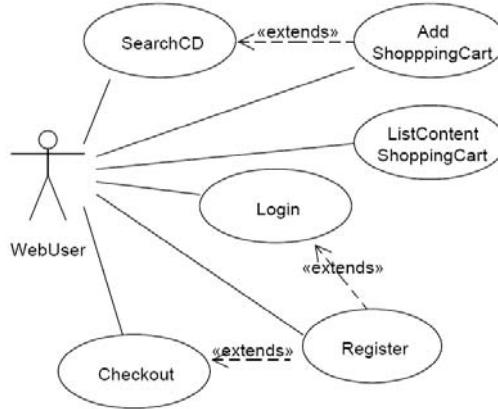 SearchCD
«extends»
Add
ShopppingCart
ListContent
ShoppingCart
Login
WebUser
«extends»
«extends»
Register
Checkout